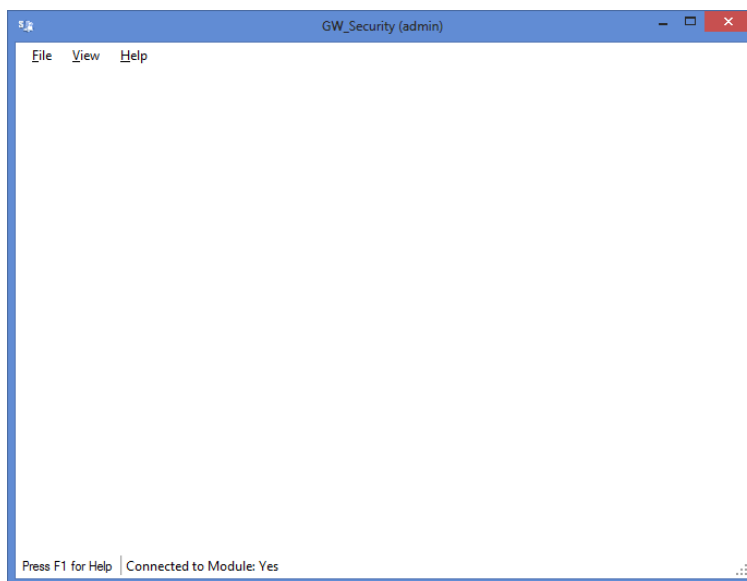 GW_Security (admin)
File View Help
Press F1 for Help Connected to Module: Yes